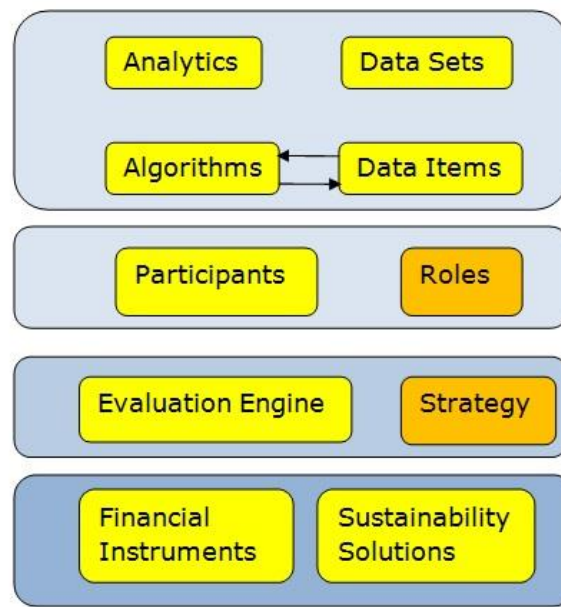 Analytics
Data Sets
Algorithms
Data Items
Participants
Roles
Evaluation Engine
Strategy
Financial
Instruments
Sustainability
Solutions